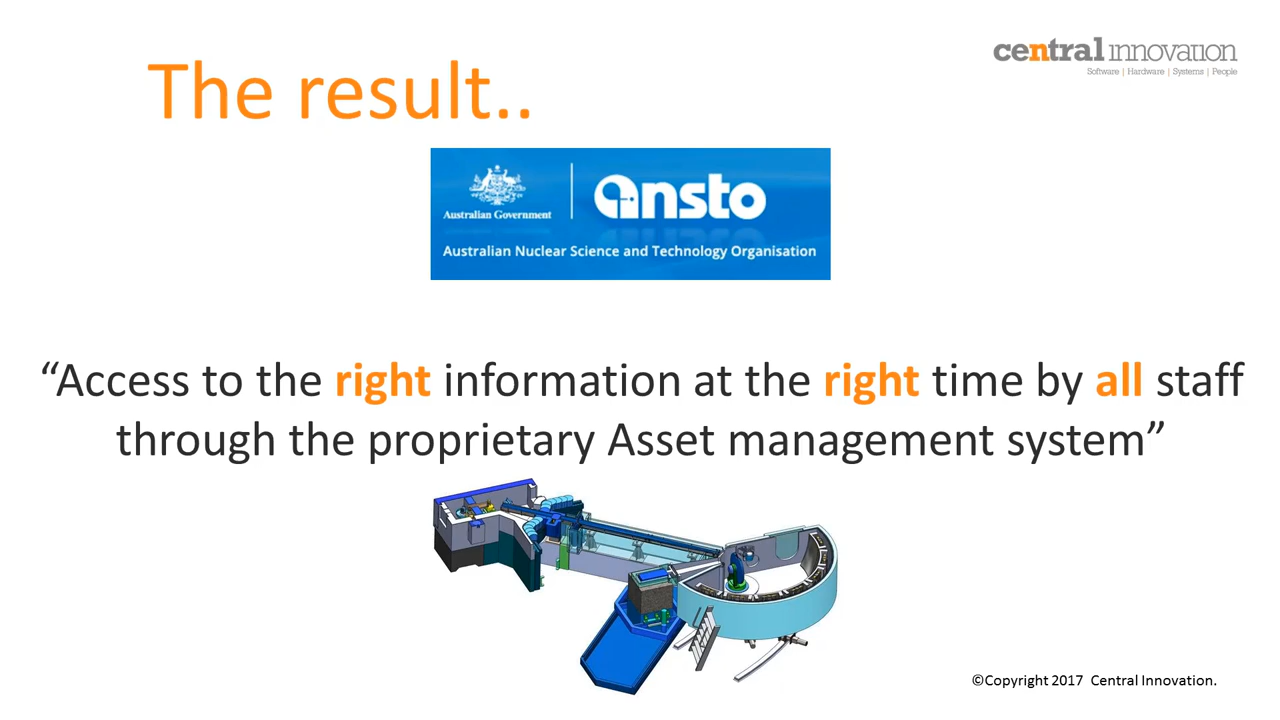 The result..
central innovation
Software | Hardware | Systems | People
Australian Government
ansto
Australian Nuclear Science and Technology Organisation
“Access to the right information at the right time by all staff
through the proprietary Asset management system”
©Copyright 2017 Central Innovation.